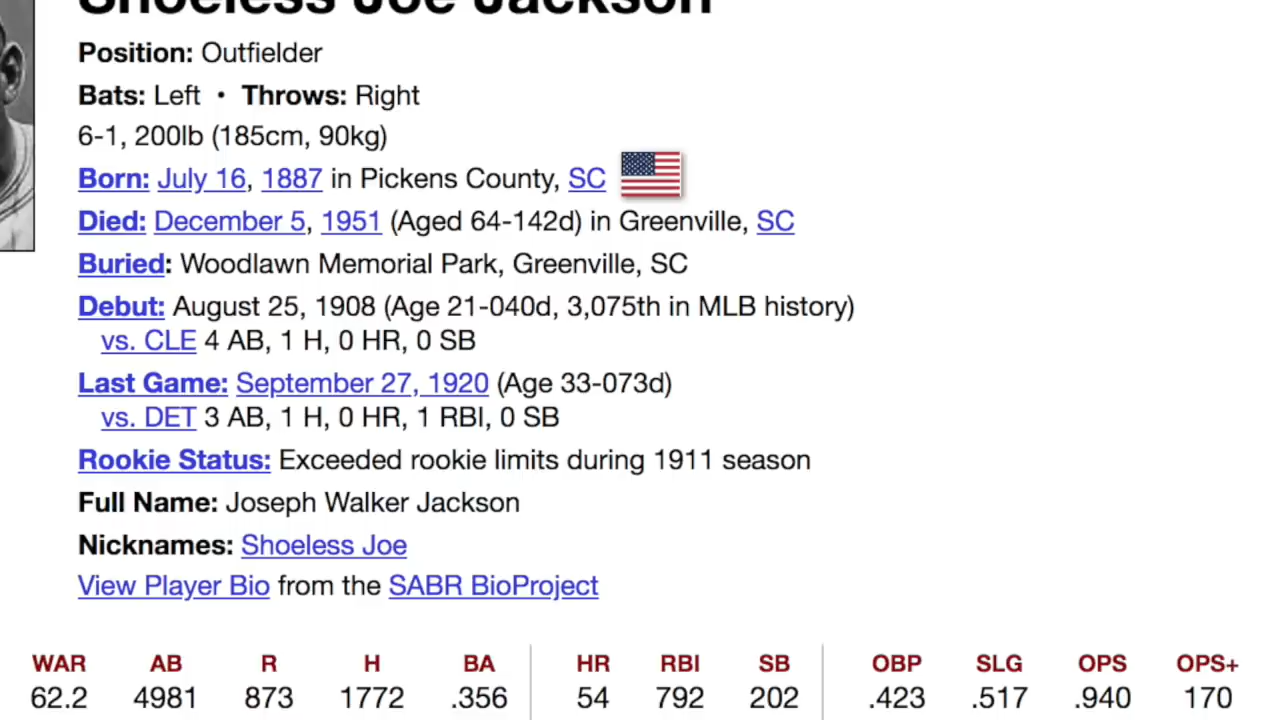 Shoeless Joe Jackson
Position: Outfielder
Bats: Left • Throws: Right
6-1, 200lb (185cm, 90kg)
Born: July 16, 1887 in Pickens County, SC
Died: December 5, 1951 (Aged 64-142d) in Greenville, SC
Buried: Woodlawn Memorial Park, Greenville, SC
Debut: August 25, 1908 (Age 21-040d, 3,075th in MLB history)
vs. CLE 4 AB, 1 H, 0 HR, 0 SB
Last Game: September 27, 1920 (Age 33-073d)
vs. DET 3 AB, 1 H, 0 HR, 1 RBI, 0 SB
Rookie Status: Exceeded rookie limits during 1911 season
Full Name: Joseph Walker Jackson
Nicknames: Shoeless Joe
View Player Bio from the SABR BioProject
WAR AB R H BA HR RBI SB OBP SLG OPS OPS+
62.2 4981 873 1772 .356 54 792 202 .423 .517 .940 170